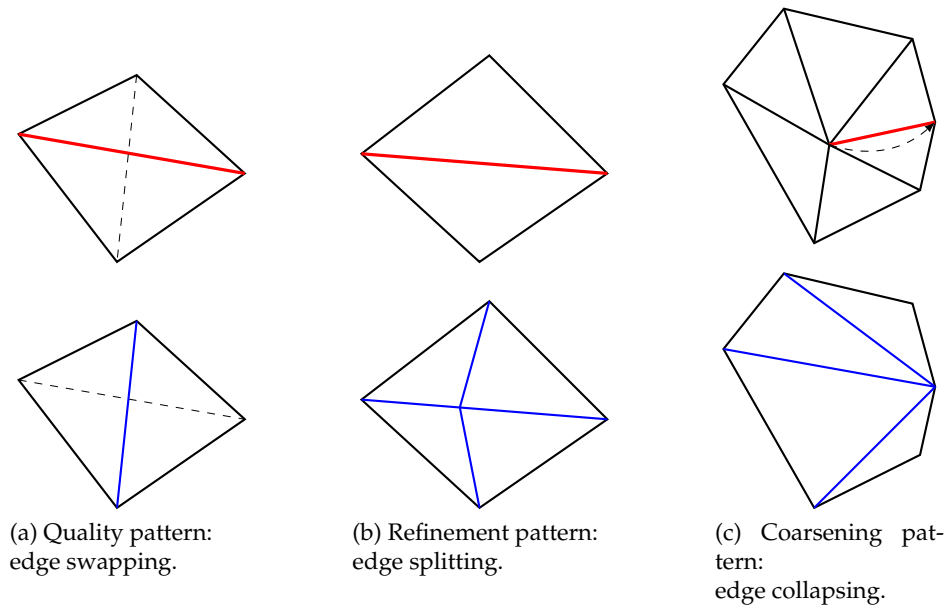 (a) Quality pattern:
edge swapping.
(b) Refinement pattern:
edge splitting.
(c) Coarsening pat-
tern:
edge collapsing.